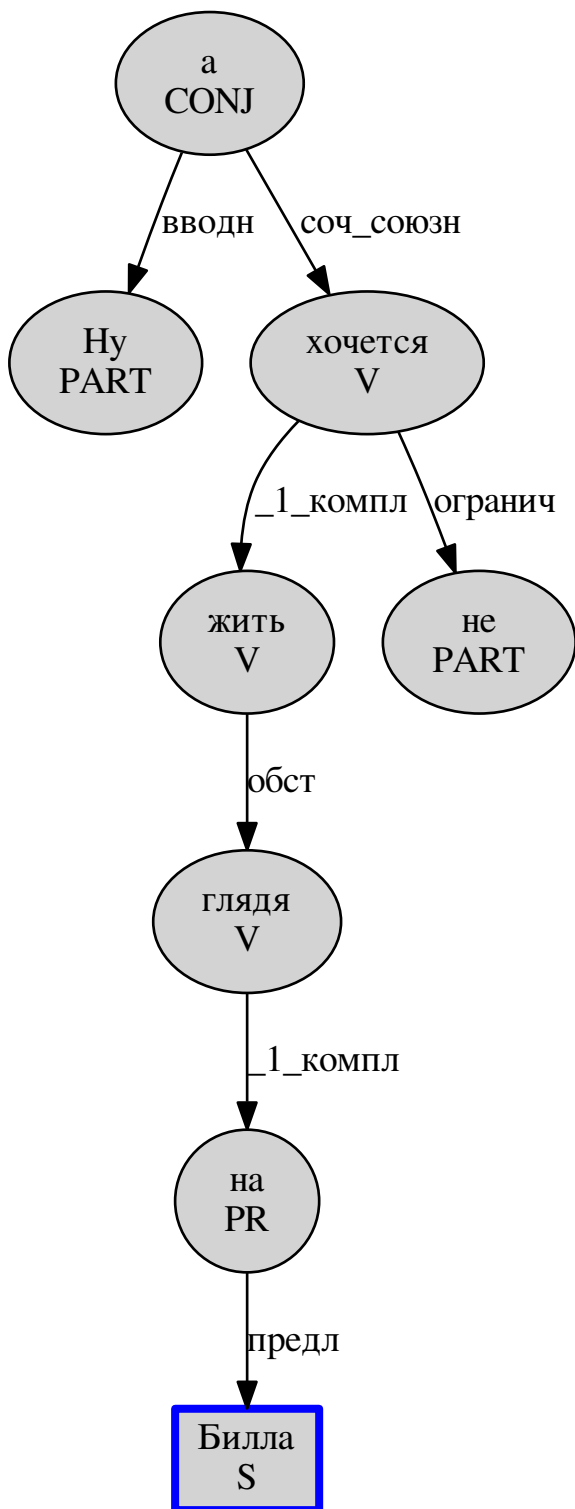 а
CONJ
вводн
соч_союзн
Ну
PART
хочется
V
_1_компл
огранич
жить
V
не
PART
обст
глядя
V
_1_компл
на
PR
предл
Билла
S